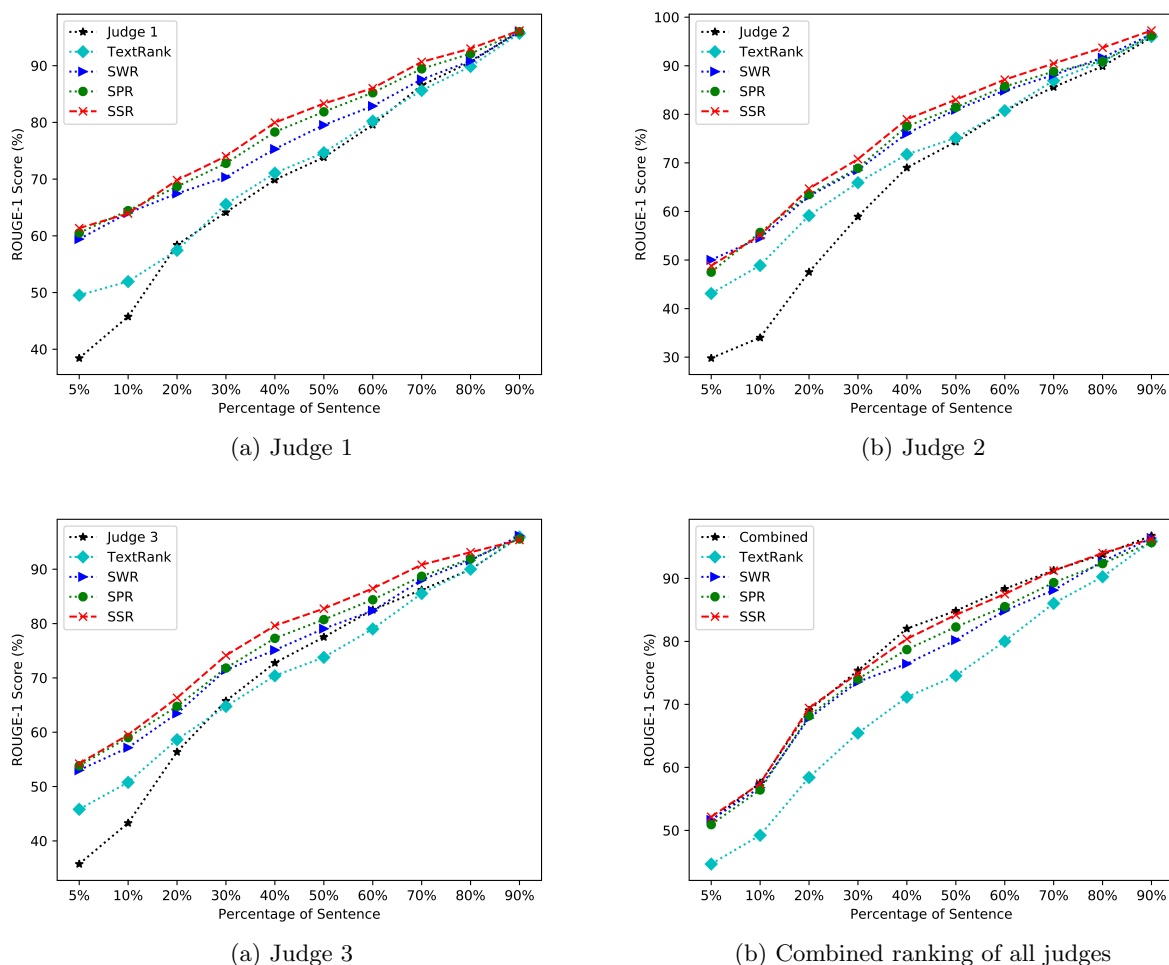 Judge 1
TextRank
SWR
SPR
SSR
90
80
70
60
50
40
ROUGE-1 Score (%)
5% 10% 20% 30% 40% 50% 60% 70% 80% 90%
Percentage of Sentence
(a) Judge 1
Judge 2
TextRank
SWR
SPR
SSR
100
90
80
70
60
50
40
30
ROUGE-1 Score (%)
5% 10% 20% 30% 40% 50% 60% 70% 80% 90%
Percentage of Sentence
(b) Judge 2
Judge 3
TextRank
SWR
SPR
SSR
90
80
70
60
50
40
ROUGE-1 Score (%)
5% 10% 20% 30% 40% 50% 60% 70% 80% 90%
Percentage of Sentence
(a) Judge 3
Combined
TextRank
SWR
SPR
SSR
90
80
70
60
50
ROUGE-1 Score (%)
5% 10% 20% 30% 40% 50% 60% 70% 80% 90%
Percentage of Sentence
(b) Combined ranking of all judges